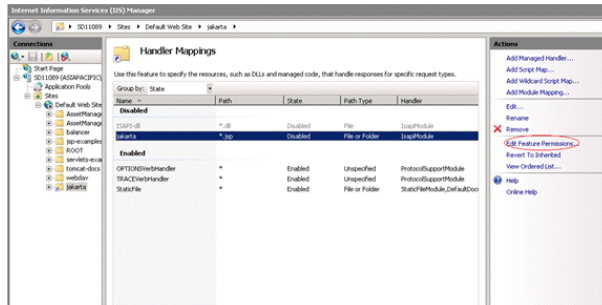 Internet Information Services (IIS) Manager
SD11089 ▸ Sites ▸ Default Web Site ▸ jakarta ▸
Connections
Start Page
SD11089 (ASIAPACIFIC\
Application Pools
Sites
Default Web Site
AssetManag
AssetManag
balancer
jsp-examples
ROOT
servlets-exa
tomcat-docs
webdav
jakarta
Handler Mappings
Use this feature to specify the resources, such as DLLs and managed code, that handle responses for specific request types.
Group by: State
Name Path State Path Type Handler
Disabled
ISAPI-dll *.dll Disabled File IsapiModule
jakarta *.jsp Disabled File or Folder IsapiModule
Enabled
OPTIONSVerbHandler * Enabled Unspecified ProtocolSupportModule
TRACEVerbHandler * Enabled Unspecified ProtocolSupportModule
StaticFile * Enabled File or Folder StaticFileModule,DefaultDoc
Actions
Add Managed Handler...
Add Script Map...
Add Wildcard Script Map...
Add Module Mapping...
Edit...
Rename
Remove
Edit Feature Permissions...
Revert To Inherited
View Ordered List...
Help
Online Help